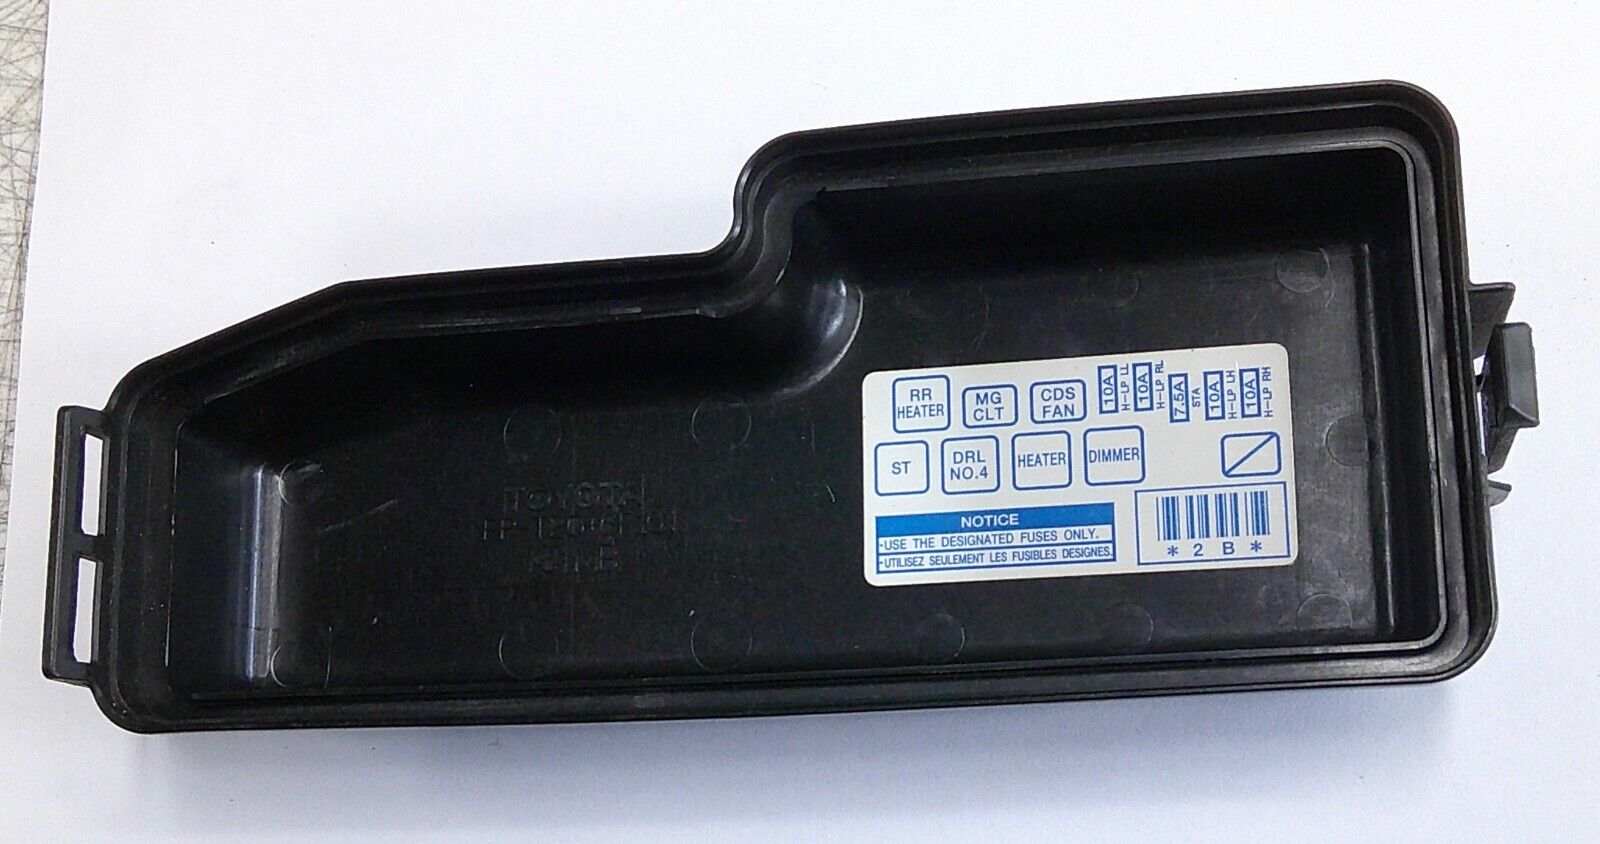 RR HEATER
MG CLT
CDS FAN
10A H-LP LL
10A H-LP RL
7.5A STA
10A H-LP LH
10A H-LP RH
ST
DRL NO.4
HEATER
DIMMER
NOTICE
·USE THE DESIGNATED FUSES ONLY.
·UTILISEZ SEULEMENT LES FUSIBLES DESIGNES.
* 2 B *
TOYOTA